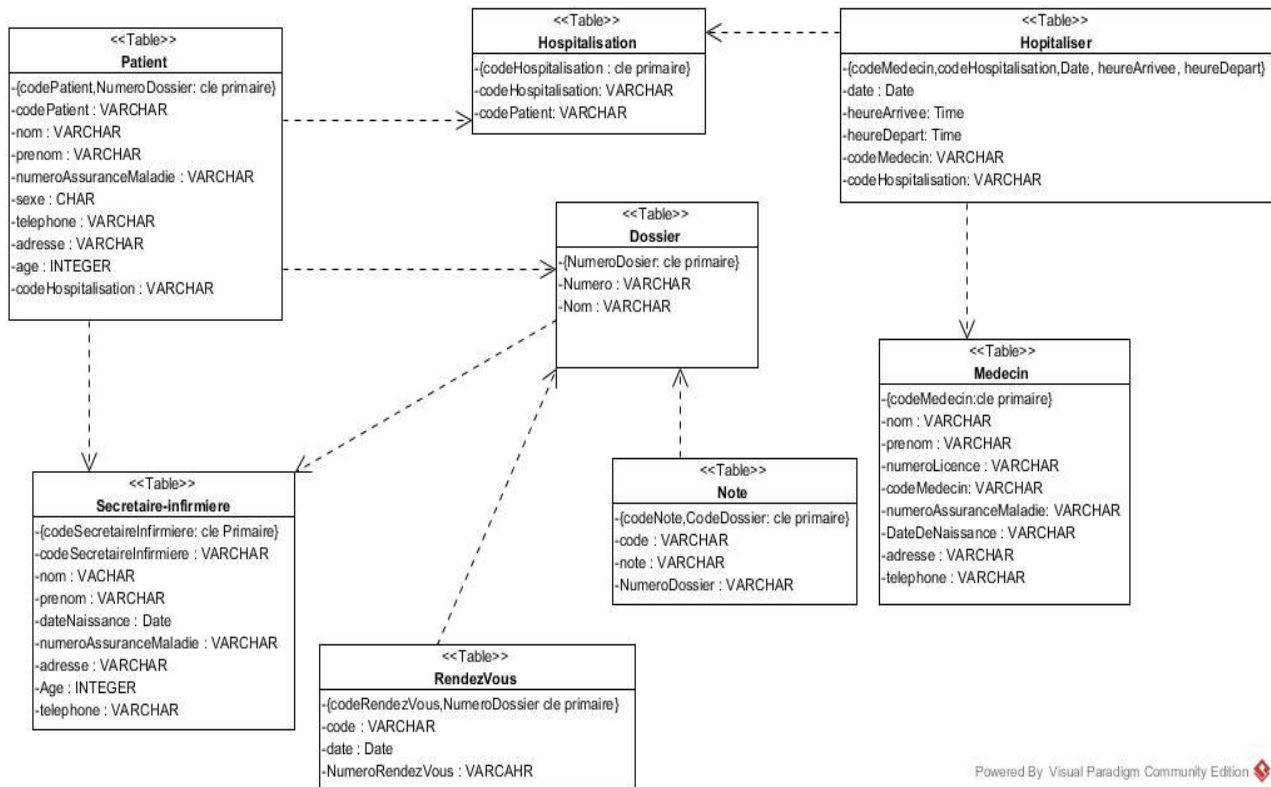 <<Table>>
Patient
-{codePatient,NumeroDossier: cle primaire}
-codePatient : VARCHAR
-nom : VARCHAR
-prenom : VARCHAR
-numeroAssuranceMaladie : VARCHAR
-sexe : CHAR
-telephone : VARCHAR
-adresse : VARCHAR
-age : INTEGER
-codeHospitalisation : VARCHAR
<<Table>>
Hospitalisation
-{codeHospitalisation : cle primaire}
-codeHospitalisation: VARCHAR
-codePatient: VARCHAR
<<Table>>
Hopitaliser
-{codeMedecin,codeHospitalisation,Date, heureArrivee, heureDepart}
-date : Date
-heureArrivee: Time
-heureDepart: Time
-codeMedecin: VARCHAR
-codeHospitalisation: VARCHAR
<<Table>>
Dossier
-{NumeroDosier: cle primaire}
-Numero : VARCHAR
-Nom : VARCHAR
<<Table>>
Medecin
-{codeMedecin:cle primaire}
-nom : VARCHAR
-prenom : VARCHAR
-numeroLicence : VARCHAR
-codeMedecin: VARCHAR
-numeroAssuranceMaladie: VARCHAR
-DateDeNaissance : VARCHAR
-adresse : VARCHAR
-telephone : VARCHAR
<<Table>>
Secretaire-infirmiere
-{codeSecretaireInfirmiere: cle Primaire}
-codeSecretaireInfirmiere : VARCHAR
-nom : VACHAR
-prenom : VARCHAR
-dateNaissance : Date
-numeroAssuranceMaladie : VARCHAR
-adresse : VARCHAR
-Age : INTEGER
-telephone : VARCHAR
<<Table>>
Note
-{codeNote,CodeDossier: cle primaire}
-code : VARCHAR
-note : VARCHAR
-NumeroDossier : VARCHAR
<<Table>>
RendezVous
-{codeRendezVous,NumeroDossier cle primaire}
-code : VARCHAR
-date : Date
-NumeroRendezVous : VARCAHR
Powered By Visual Paradigm Community Edition